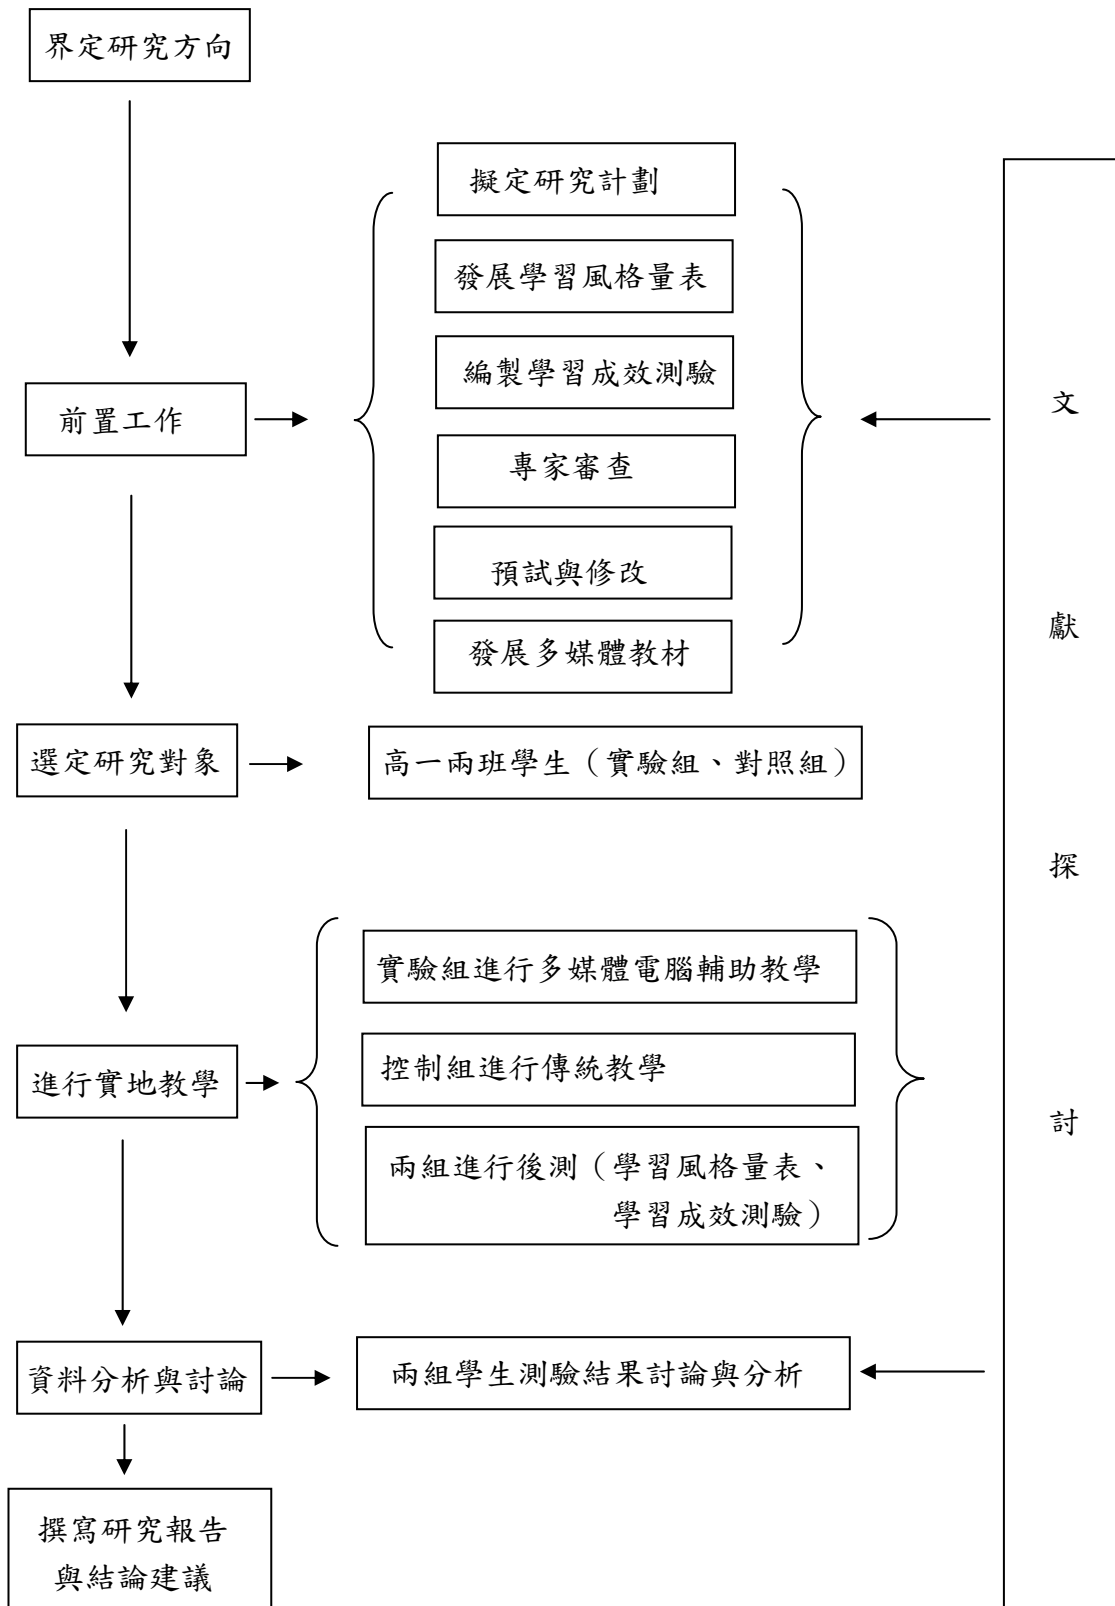 界定研究方向
擬定研究計劃
發展學習風格量表
編製學習成效測驗
前置工作
專家審查
預試與修改
發展多媒體教材
選定研究對象
高一兩班學生（實驗組、對照組）
實驗組進行多媒體電腦輔助教學
進行實地教學
控制組進行傳統教學
兩組進行後測（學習風格量表、
學習成效測驗）
資料分析與討論
兩組學生測驗結果討論與分析
撰寫研究報告
與結論建議
文
獻
探
討